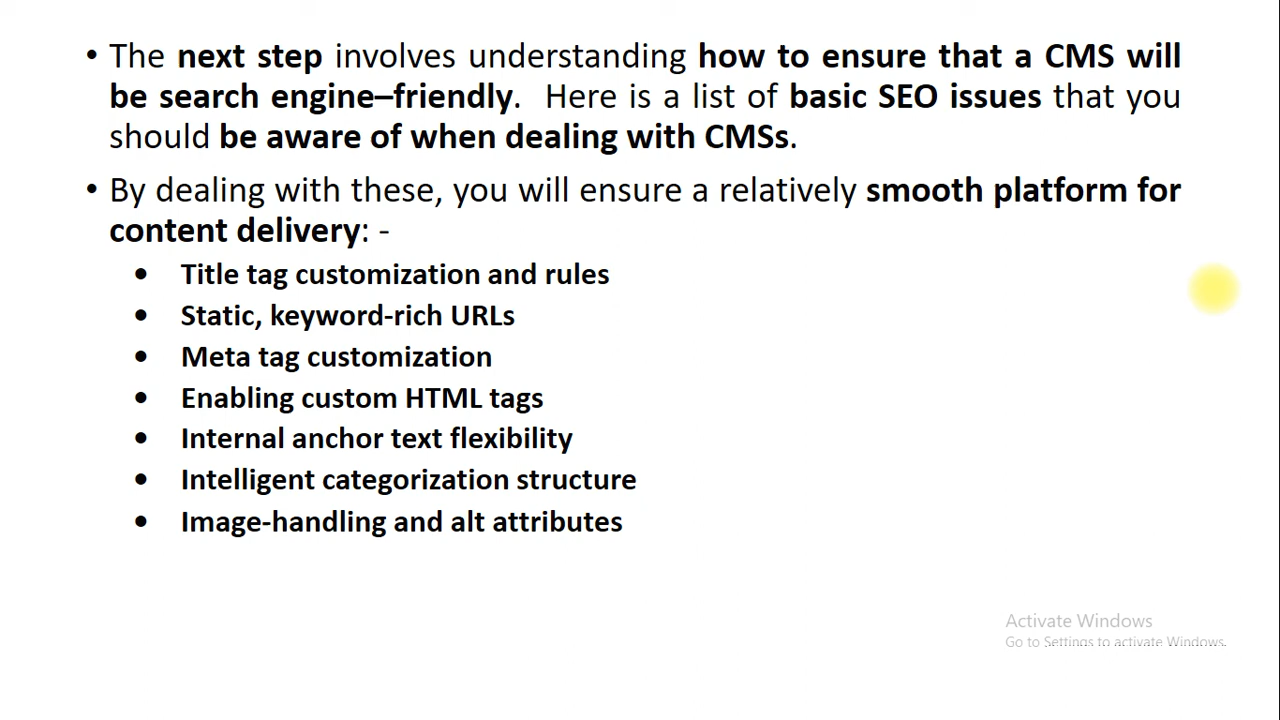 • The next step involves understanding how to ensure that a CMS will
be search engine–friendly. Here is a list of basic SEO issues that you
should be aware of when dealing with CMSs.
• By dealing with these, you will ensure a relatively smooth platform for
content delivery: -
• Title tag customization and rules
• Static, keyword-rich URLs
• Meta tag customization
• Enabling custom HTML tags
• Internal anchor text flexibility
• Intelligent categorization structure
• Image-handling and alt attributes
Activate Windows
Go to Settings to activate Windows.